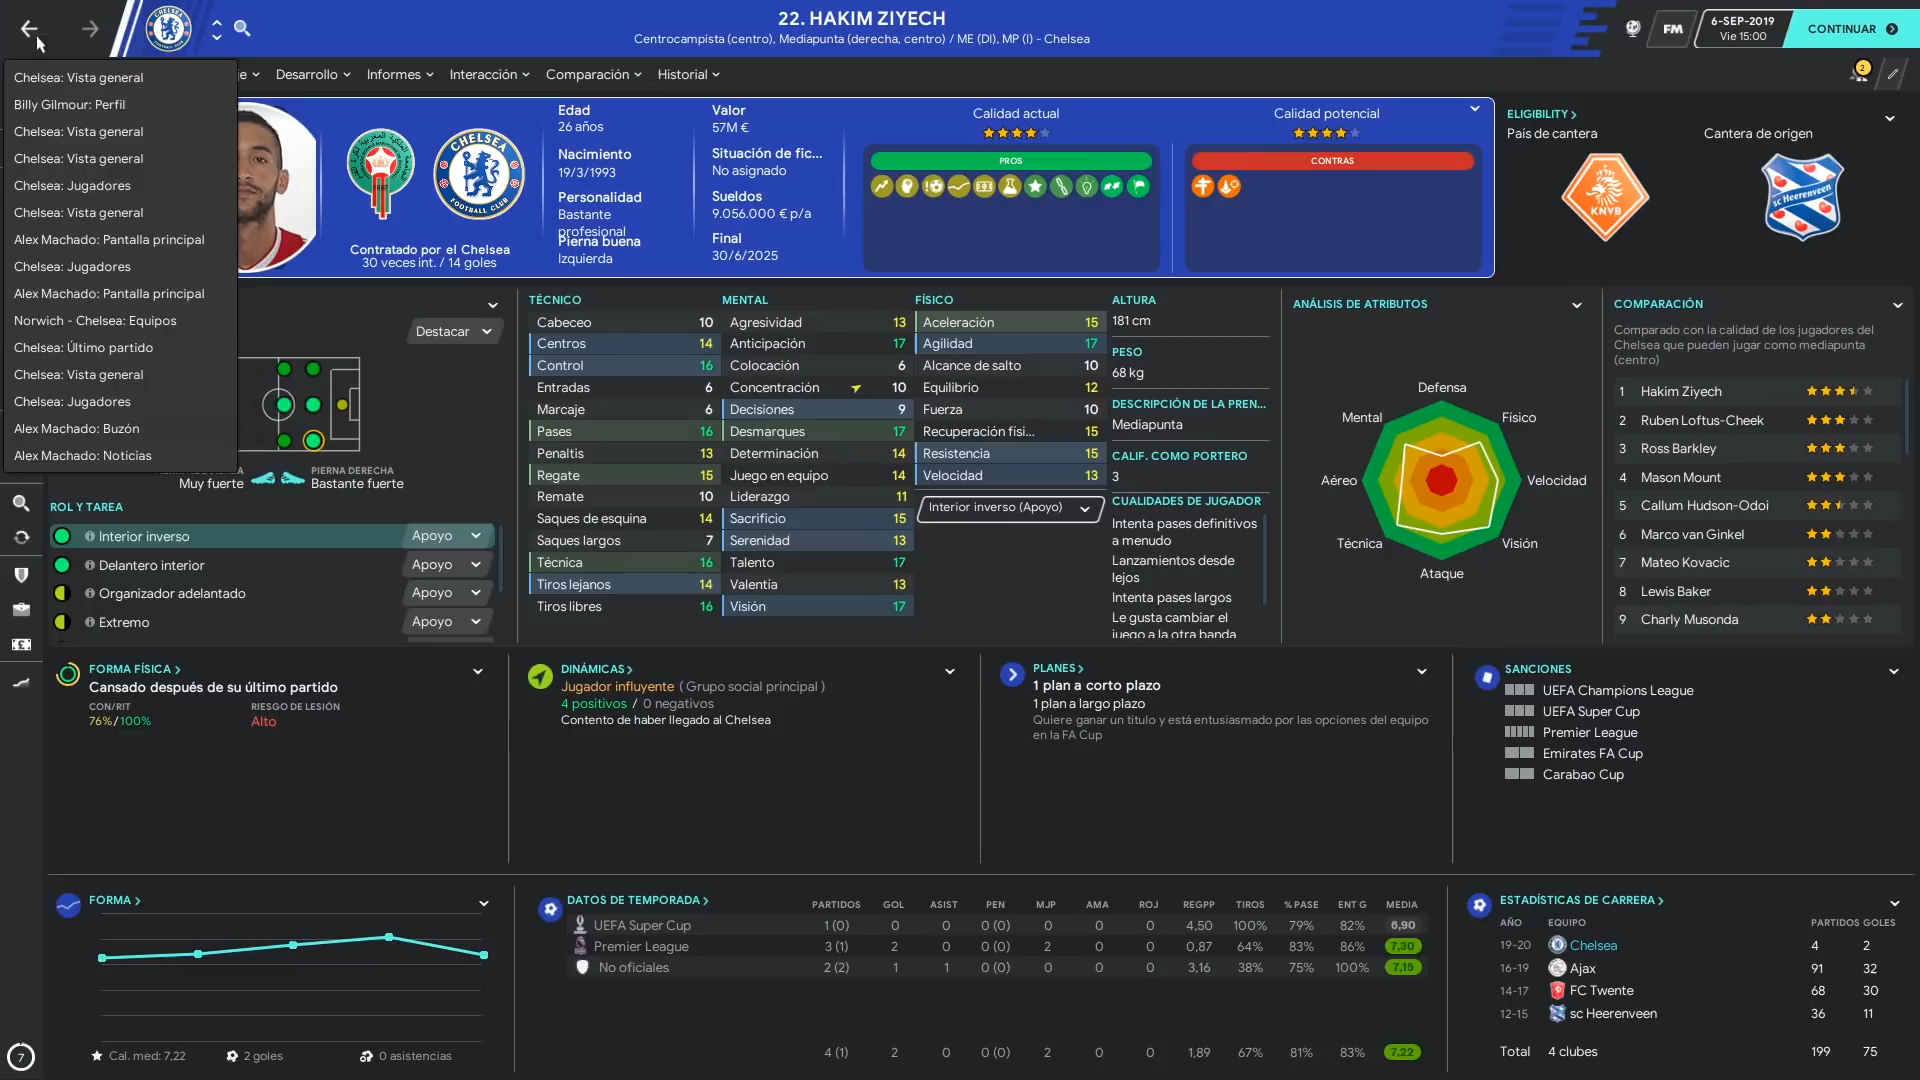 22. HAKIM ZIYECH
Centrocampista (centro), Mediapunta (derecha, centro) / ME (DI), MP (I) - Chelsea
FM
6-SEP-2019
Vie 15:00
CONTINUAR
Desarrollo
Informes
Interacción
Comparación
Historial
2
Chelsea: Vista general
Billy Gilmour: Perfil
Chelsea: Vista general
Chelsea: Vista general
Chelsea: Jugadores
Chelsea: Vista general
Alex Machado: Pantalla principal
Chelsea: Jugadores
Alex Machado: Pantalla principal
Norwich - Chelsea: Equipos
Chelsea: Último partido
Chelsea: Vista general
Chelsea: Jugadores
Alex Machado: Buzón
Alex Machado: Noticias
CHELSEA
FOOTBALL CLUB
Contratado por el Chelsea
30 veces int. / 14 goles
Edad
26 años
Nacimiento
19/3/1993
Personalidad
Bastante
profesional
Pierna buena
Izquierda
Valor
57M €
Situación de fic...
No asignado
Sueldos
9.056.000 € p/a
Final
30/6/2025
Calidad actual
PROS
Calidad potencial
CONTRAS
ELIGIBILITY
País de cantera
KNVB
Cantera de origen
sc Heerenveen
Destacar
Muy fuerte
PIERNA DERECHA
Bastante fuerte
ROL Y TAREA
Interior inverso Apoyo
Delantero interior Apoyo
Organizador adelantado Apoyo
Extremo Apoyo
TÉCNICO
Cabeceo 10
Centros 14
Control 16
Entradas 6
Marcaje 6
Pases 16
Penaltis 13
Regate 15
Remate 10
Saques de esquina 14
Saques largos 7
Técnica 16
Tiros lejanos 14
Tiros libres 16
MENTAL
Agresividad 13
Anticipación 17
Colocación 6
Concentración 10
Decisiones 9
Desmarques 17
Determinación 14
Juego en equipo 14
Liderazgo 11
Sacrificio 15
Serenidad 13
Talento 17
Valentía 13
Visión 17
FÍSICO
Aceleración 15
Agilidad 17
Alcance de salto 10
Equilibrio 12
Fuerza 10
Recuperación físi... 15
Resistencia 15
Velocidad 13
Interior inverso (Apoyo)
ALTURA
181 cm
PESO
68 kg
DESCRIPCIÓN DE LA PREN...
Mediapunta
CALIF. COMO PORTERO
3
CUALIDADES DE JUGADOR
Intenta pases definitivos
a menudo
Lanzamientos desde
lejos
Intenta pases largos
Le gusta cambiar el
juego a la otra banda
ANÁLISIS DE ATRIBUTOS
Defensa
Físico
Velocidad
Visión
Ataque
Técnica
Aéreo
Mental
COMPARACIÓN
Comparado con la calidad de los jugadores del
Chelsea que pueden jugar como mediapunta
(centro)
1 Hakim Ziyech
2 Ruben Loftus-Cheek
3 Ross Barkley
4 Mason Mount
5 Callum Hudson-Odoi
6 Marco van Ginkel
7 Mateo Kovacic
8 Lewis Baker
9 Charly Musonda
FORMA FÍSICA
Cansado después de su último partido
CON/RIT
76%/100%
RIESGO DE LESIÓN
Alto
DINÁMICAS
Jugador influyente ( Grupo social principal )
4 positivos / 0 negativos
Contento de haber llegado al Chelsea
PLANES
1 plan a corto plazo
1 plan a largo plazo
Quiere ganar un titulo y está entusiasmado por las opciones del equipo
en la FA Cup
SANCIONES
UEFA Champions League
UEFA Super Cup
Premier League
Emirates FA Cup
Carabao Cup
FORMA
Cal. med: 7,22
2 goles
0 asistencias
7
DATOS DE TEMPORADA PARTIDOS GOL ASIST PEN MJP AMA ROJ REGPP TIROS % PASE ENT G MEDIA
UEFA Super Cup 1 (0) 0 0 0 (0) 0 0 0 4,50 100% 79% 82% 6,90
Premier League 3 (1) 2 0 0 (0) 2 0 0 0,87 64% 83% 86% 7,30
No oficiales 2 (2) 1 1 0 (0) 0 0 0 3,16 38% 75% 100% 7,15
4 (1) 2 0 0 (0) 2 0 0 1,89 67% 81% 83% 7,22
ESTADÍSTICAS DE CARRERA
AÑO EQUIPO PARTIDOS GOLES
19-20 Chelsea 4 2
16-19 Ajax 91 32
14-17 FC Twente 68 30
12-15 sc Heerenveen 36 11
Total 4 clubes 199 75